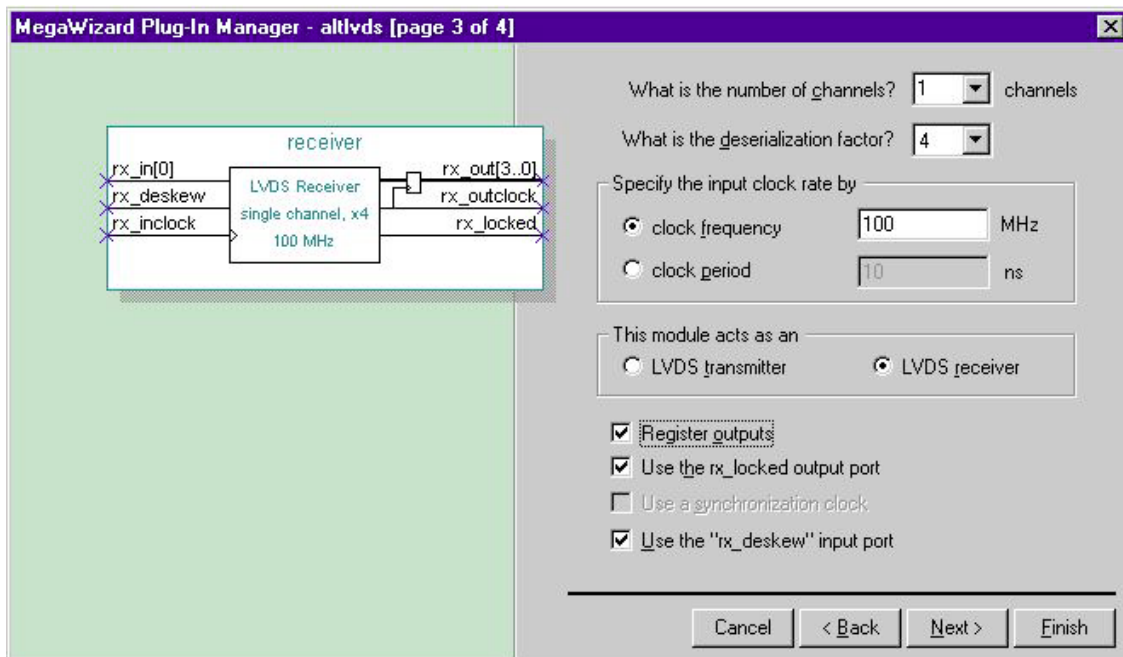 MegaWizard Plug-In Manager - altlvds [page 3 of 4]
What is the number of channels? 1 channels
What is the deserialization factor? 4
receiver
rx_in[0]
rx_deskew
rx_inclock
LVDS Receiver
single channel, x4
100 MHz
rx_out[3..0]
rx_outclock
rx_locked
Specify the input clock rate by
clock frequency 100 MHz
clock period 10 ns
This module acts as an
LVDS transmitter LVDS receiver
Register outputs
Use the rx_locked output port
Use a synchronization clock
Use the "rx_deskew" input port
Cancel < Back Next > Finish